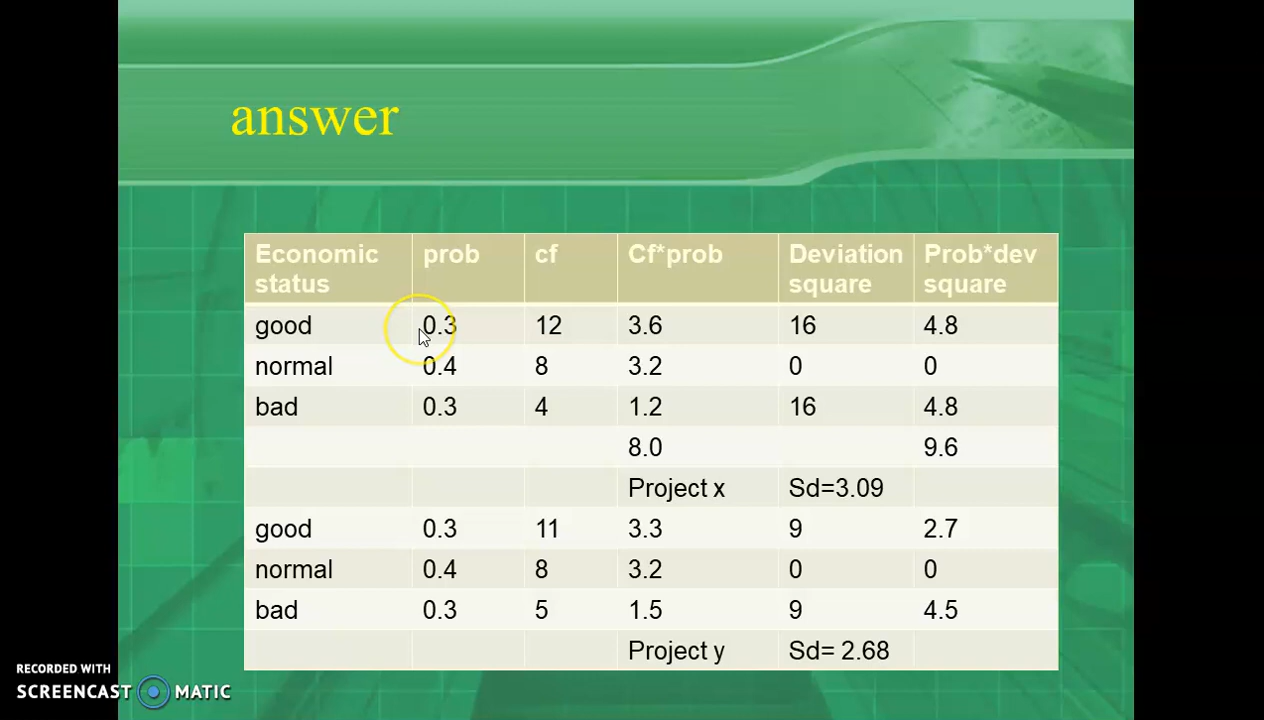 answer
Economic status prob cf Cf*prob Deviation square Prob*dev square
good 0.3 12 3.6 16 4.8
normal 0.4 8 3.2 0 0
bad 0.3 4 1.2 16 4.8
8.0 9.6
Project x Sd=3.09
good 0.3 11 3.3 9 2.7
normal 0.4 8 3.2 0 0
bad 0.3 5 1.5 9 4.5
Project y Sd= 2.68
RECORDED WITH
SCREENCAST MATIC